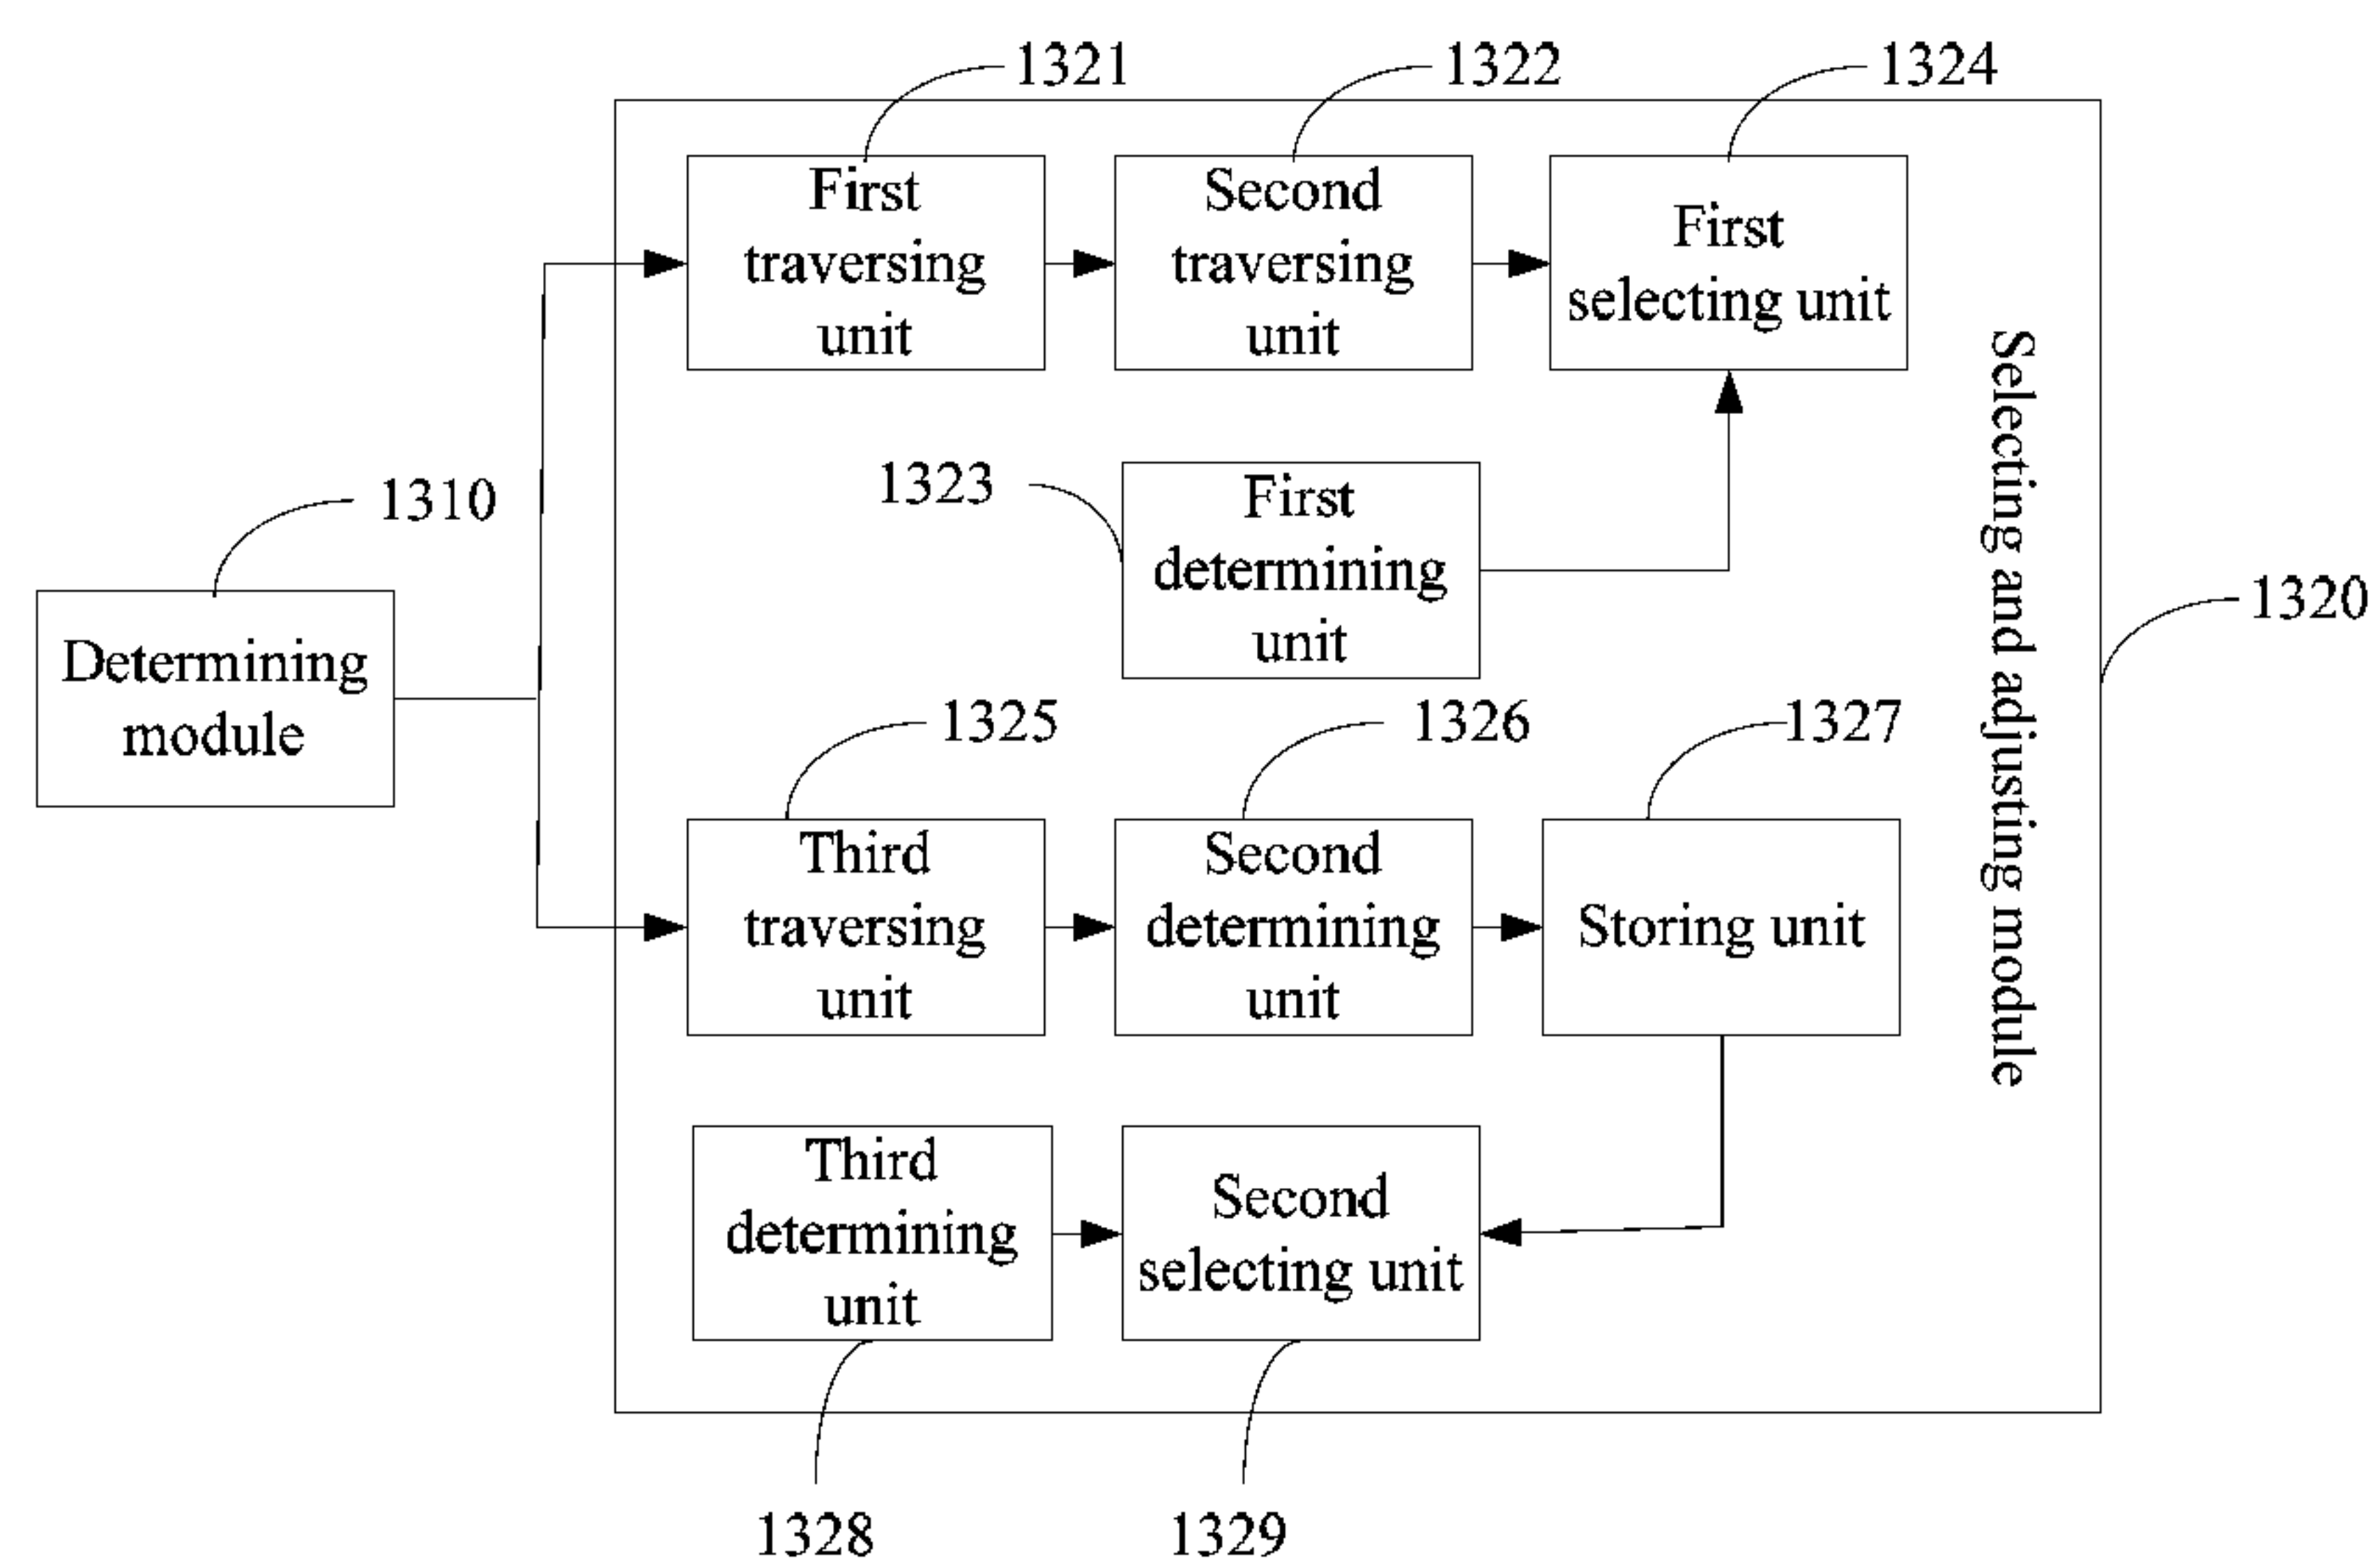 1321
1322
1324
First
traversing
unit
Second
traversing
unit
First
selecting unit
1323
First
determining
unit
1310
Determining
module
Selecting and adjusting module
1320
1325
1326
1327
Third
traversing
unit
Second
determining
unit
Storing unit
Third
determining
unit
Second
selecting unit
1328
1329